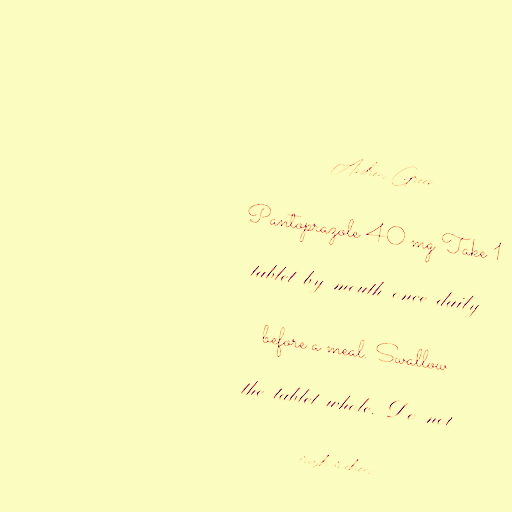 Green
Pantoprazole 40 mg Take 1
tablet by mouth once daily
before a meal. Swallow
the tablet whole. Do not
crush or chew.